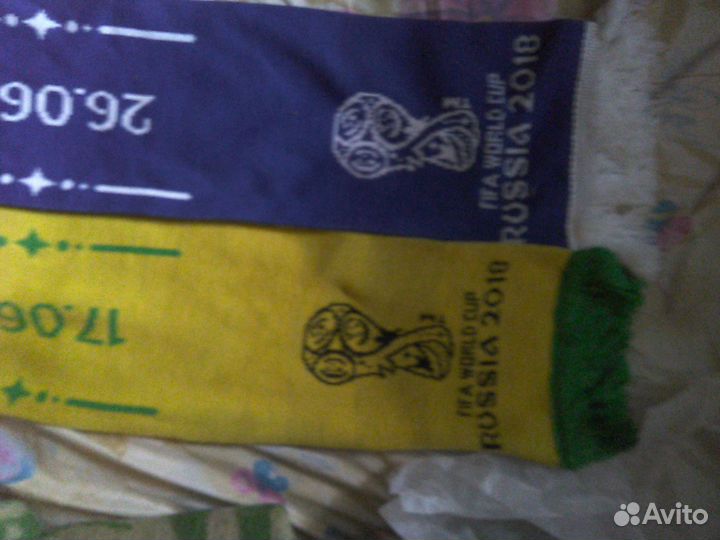 26.06
FIFA WORLD CUP
RUSSIA 2018
17.06
FIFA WORLD CUP
RUSSIA 2018
Avito